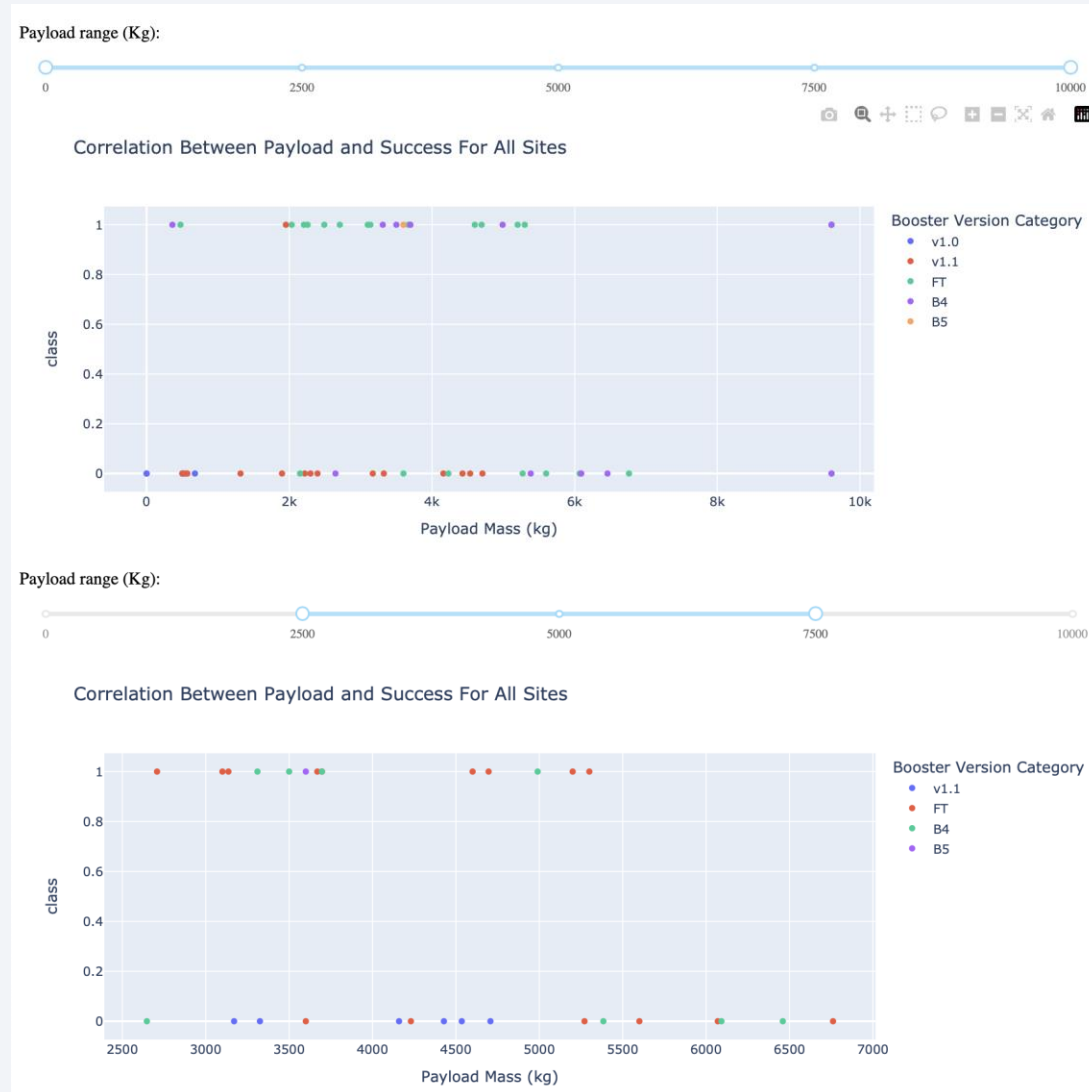 Payload range (Kg):
0 2500 5000 7500 10000
Correlation Between Payload and Success For All Sites
Booster Version Category
v1.0
v1.1
FT
B4
B5
1
0.8
0.6
0.4
0.2
0
class
0 2k 4k 6k 8k 10k
Payload Mass (kg)
Payload range (Kg):
0 2500 5000 7500 10000
Correlation Between Payload and Success For All Sites
Booster Version Category
v1.1
FT
B4
B5
1
0.8
0.6
0.4
0.2
0
class
2500 3000 3500 4000 4500 5000 5500 6000 6500 7000
Payload Mass (kg)